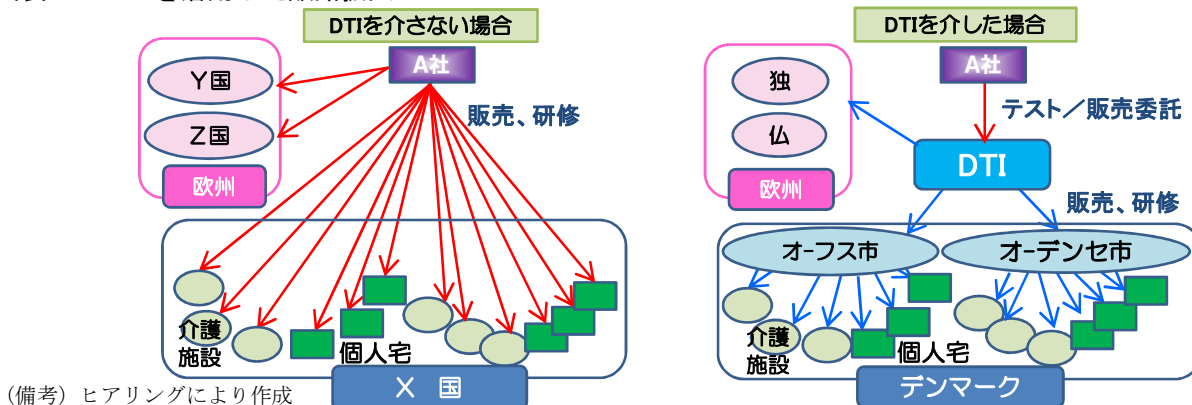 DTIを介さない場合
A社
Y国
Z国
欧州
販売、研修
介護
施設
個人宅
X 国
DTIを介した場合
A社
独
仏
欧州
テスト／販売委託
DTI
販売、研修
オーフス市
オーデンセ市
介護
施設
個人宅
デンマーク
（備考）ヒアリングにより作成